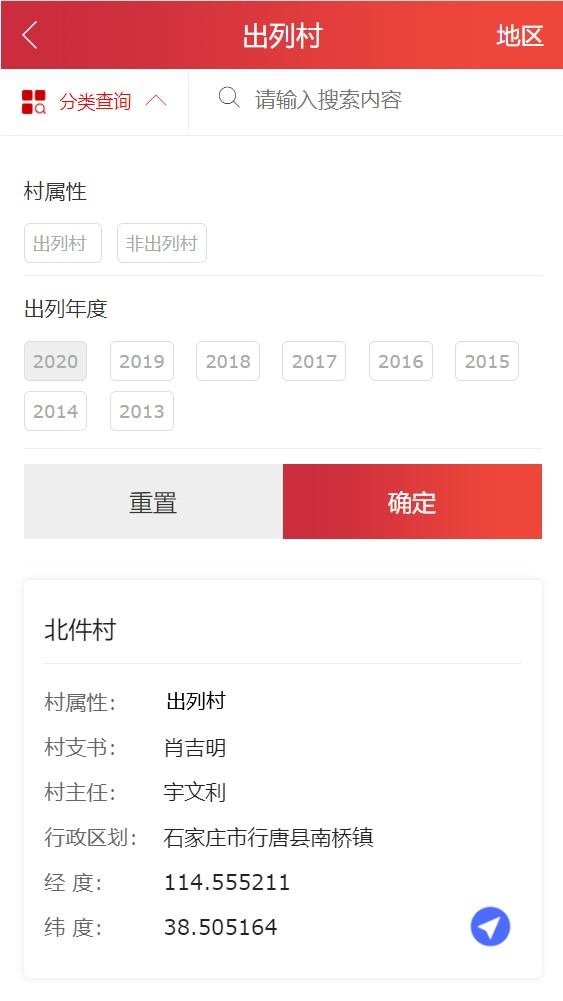 出列村 地区
分类查询 请输入搜索内容
村属性
出列村 非出列村
出列年度
2020 2019 2018 2017 2016 2015
2014 2013
重置 确定
北件村
村属性： 出列村
村支书： 肖吉明
村主任： 宇文利
行政区划： 石家庄市行唐县南桥镇
经 度： 114.555211
纬 度： 38.505164